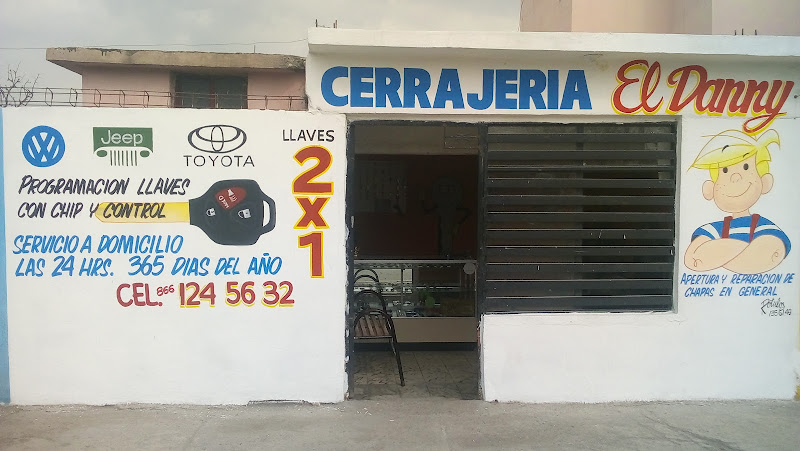 CERRAJERIA El Danny
Jeep
TOYOTA
LLAVES
2x1
PROGRAMACION LLAVES
CON CHIP Y CONTROL
SERVICIO A DOMICILIO
LAS 24 HRS. 365 DIAS DEL AÑO
CEL. 866 124 56 32
APERTURA Y REPARACION DE
CHAPAS EN GENERAL